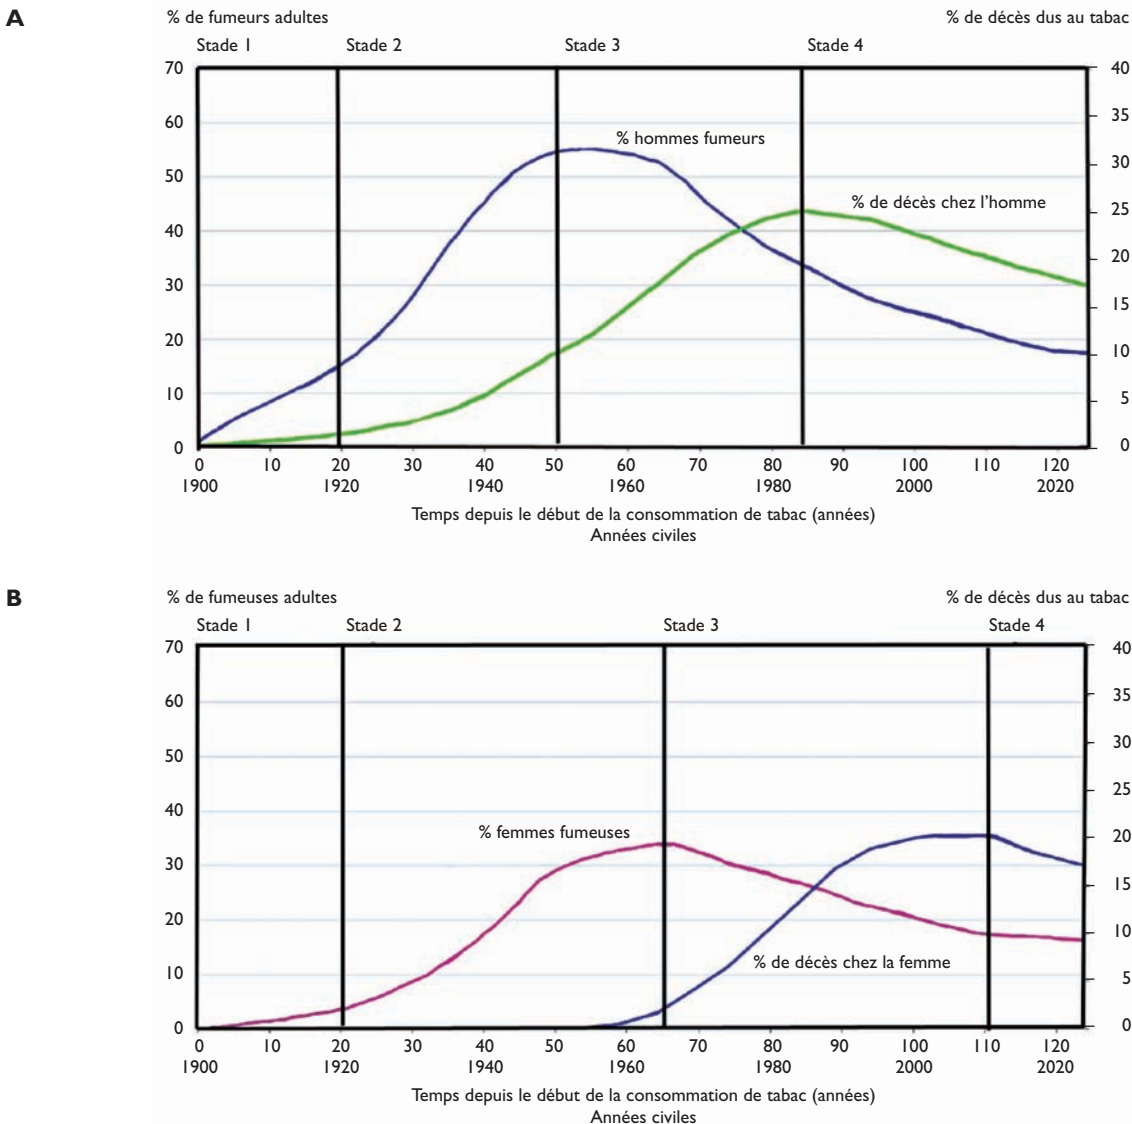 A
% de fumeurs adultes % de décès dus au tabac
Stade 1 Stade 2 Stade 3 Stade 4
70 40
60 35
% hommes fumeurs
50 30
% de décès chez l'homme
25
40
20
30
15
20
10
10
5
0 0
0 10 20 30 40 50 60 70 80 90 100 110 120
1900 1920 1940 1960 1980 2000 2020
Temps depuis le début de la consommation de tabac (années)
Années civiles
B
% de fumeuses adultes % de décès dus au tabac
Stade 1 Stade 2 Stade 3 Stade 4
70 40
60 35
50 30
25
40
% femmes fumeuses 20
30
15
20
10
% de décès chez la femme
10
5
0 0
0 10 20 30 40 50 60 70 80 90 100 110 120
1900 1920 1940 1960 1980 2000 2020
Temps depuis le début de la consommation de tabac (années)
Années civiles